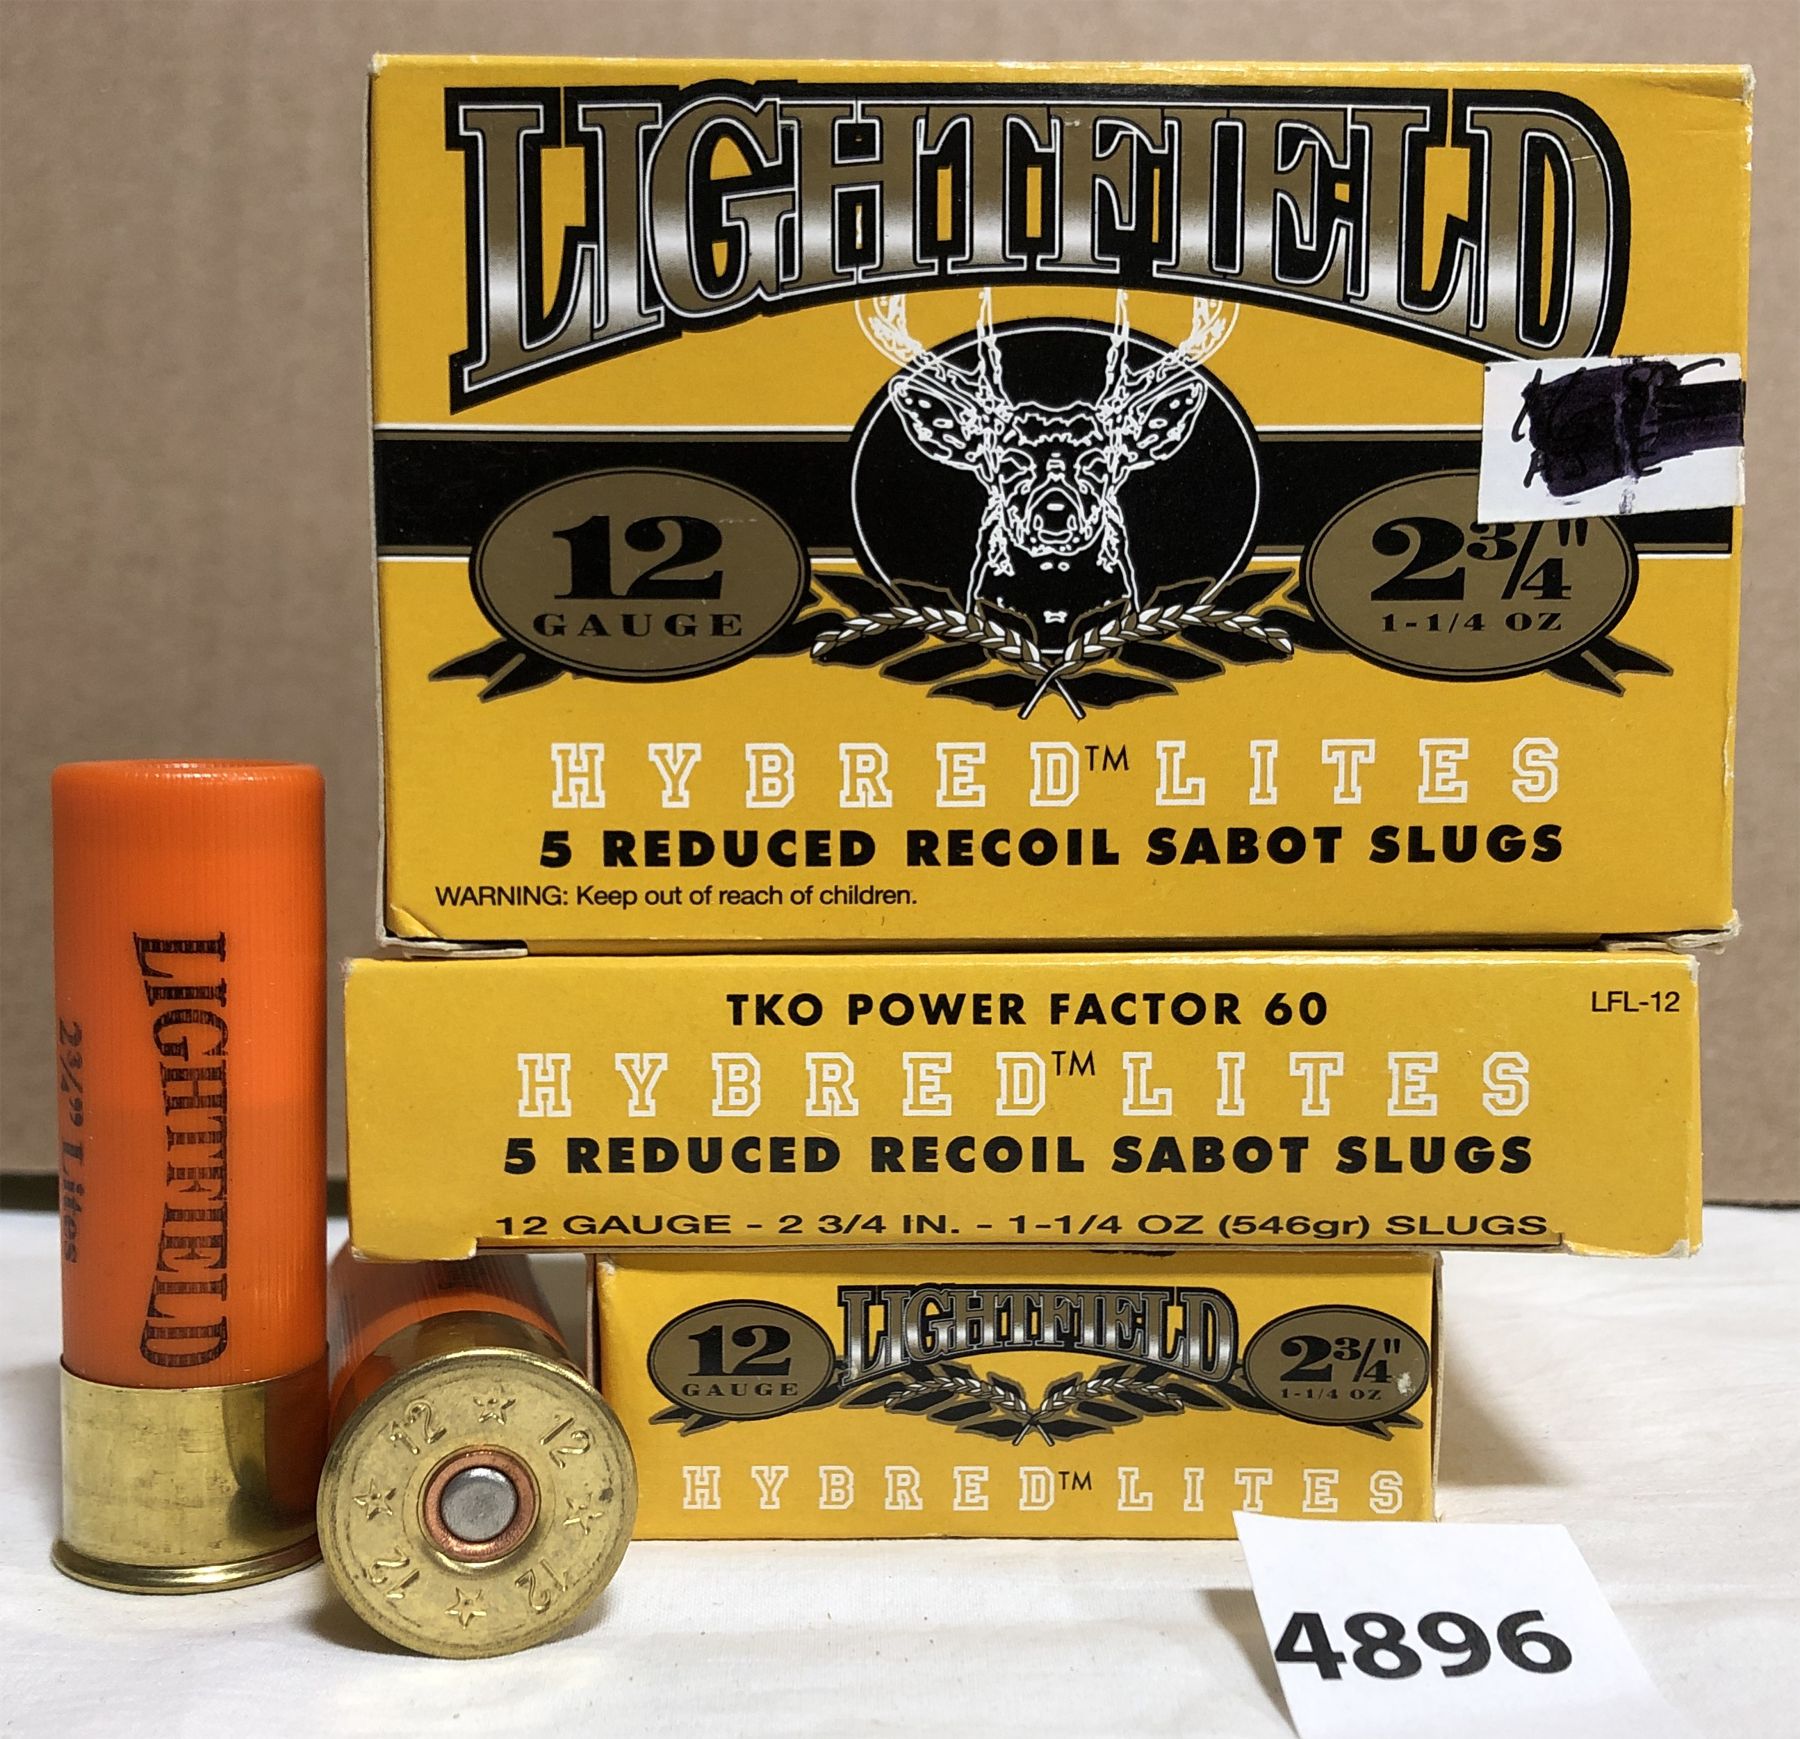 LIGHTFIELD
12
GAUGE
2 3/4"
1-1/4 OZ
HYBRED™ LITES
5 REDUCED RECOIL SABOT SLUGS
WARNING: Keep out of reach of children.
TKO POWER FACTOR 60
LFL-12
HYBRED™ LITES
5 REDUCED RECOIL SABOT SLUGS
12 GAUGE - 2 3/4 IN. - 1-1/4 OZ (546gr) SLUGS
LIGHTFIELD
12
GAUGE
2 3/4"
1-1/4 OZ
HYBRED™ LITES
LIGHTFIELD
2¾” Lites
12
12
12
12
4896